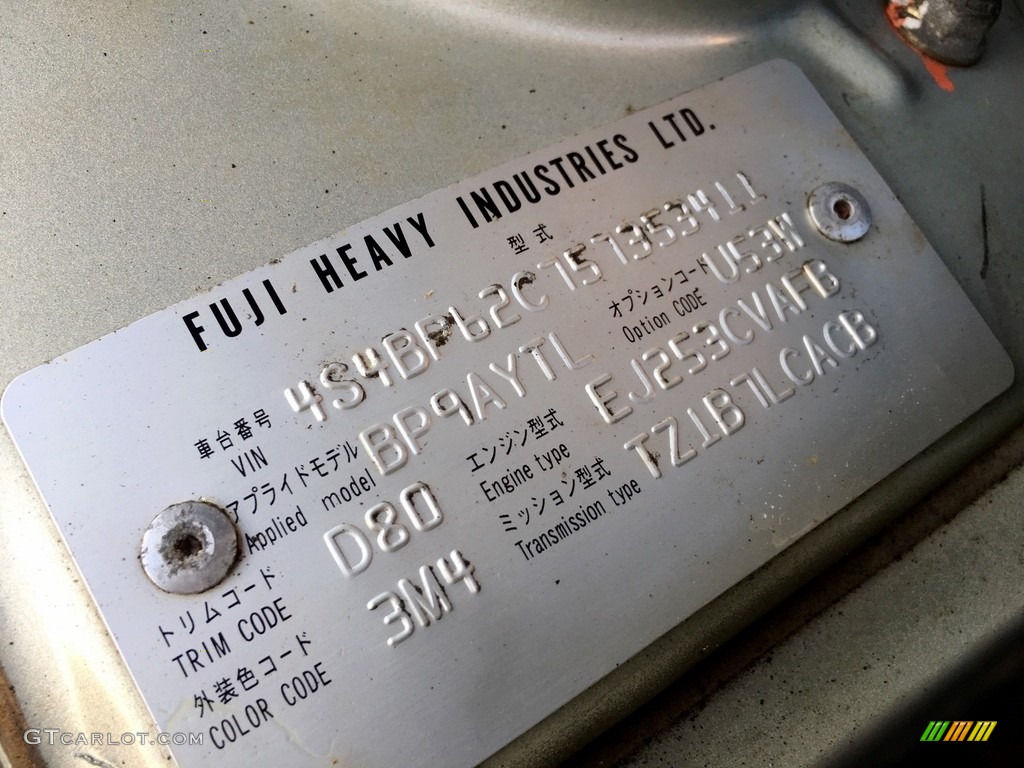 FUJI HEAVY INDUSTRIES LTD.
型式
車台番号 4S4BP62C757353411
VIN
アプライドモデル BP9AYTL オプションコード U53W
Applied model Option CODE
トリムコード D80 エンジン型式 EJ253CVAFB
TRIM CODE Engine type
外装色コード 3M4 ミッション型式 TZ1B7LCACB
COLOR CODE Transmission type
GTCARLOT.COM